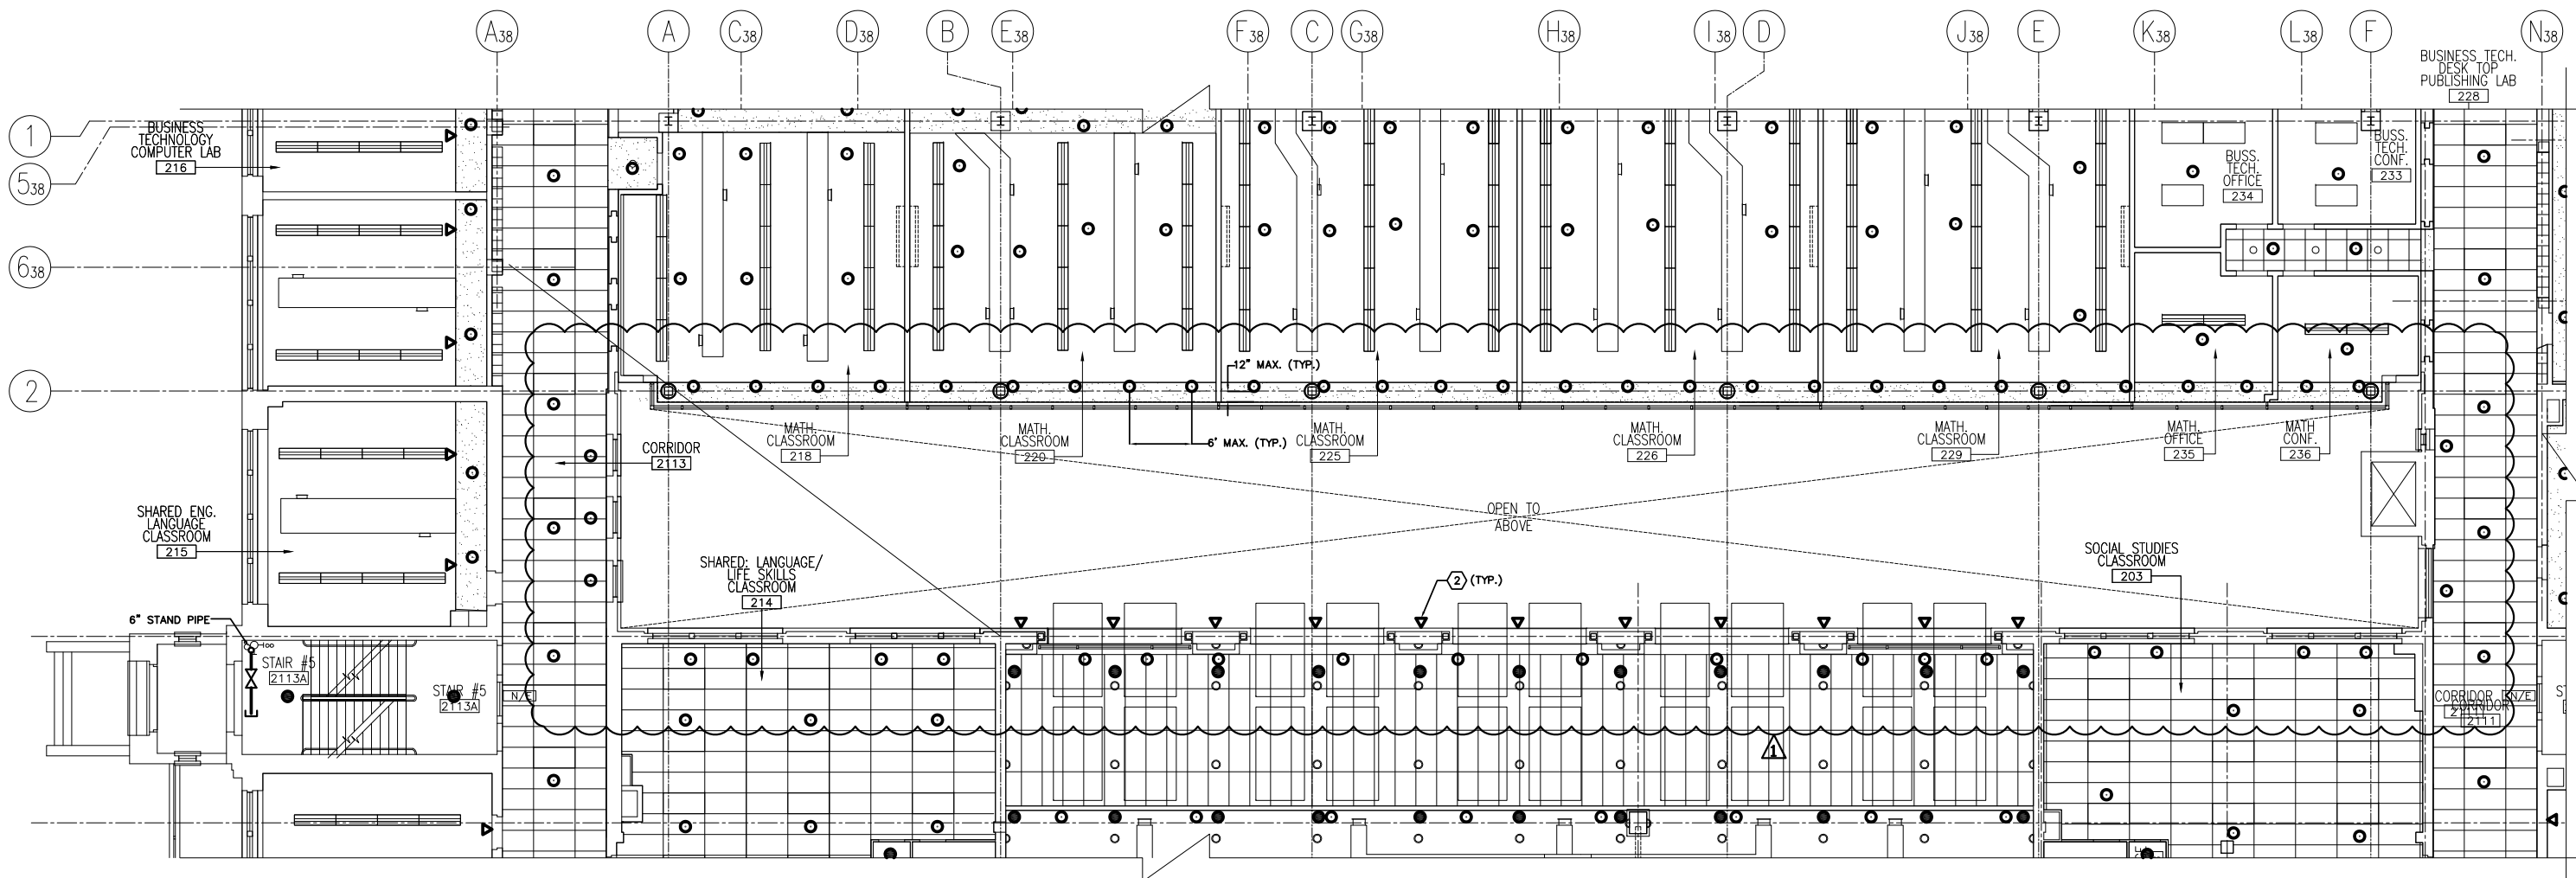 A38
A
C38
D38
B
E38
F38
C
G38
H38
I38
D
J38
E
K38
L38
F
N38
BUSINESS TECH.
DESK TOP
PUBLISHING LAB
228
1
538
638
2
BUSINESS
TECHNOLOGY
COMPUTER LAB
216
BUSS.
TECH.
OFFICE
234
BUSS.
TECH.
CONF.
233
12" MAX. (TYP.)
6' MAX. (TYP.)
CORRIDOR
2113
MATH.
CLASSROOM
218
MATH.
CLASSROOM
220
MATH.
CLASSROOM
225
MATH.
CLASSROOM
226
MATH.
CLASSROOM
229
MATH.
OFFICE
235
MATH
CONF.
236
SHARED ENG.
LANGUAGE
CLASSROOM
215
OPEN TO
ABOVE
SHARED: LANGUAGE/
LIFE SKILLS
CLASSROOM
214
2 (TYP.)
SOCIAL STUDIES
CLASSROOM
203
6" STAND PIPE
STAIR #5
2113A
STAIR #5
2113A
N/E
CORRIDOR
N/E
CORRIDOR
2111
1